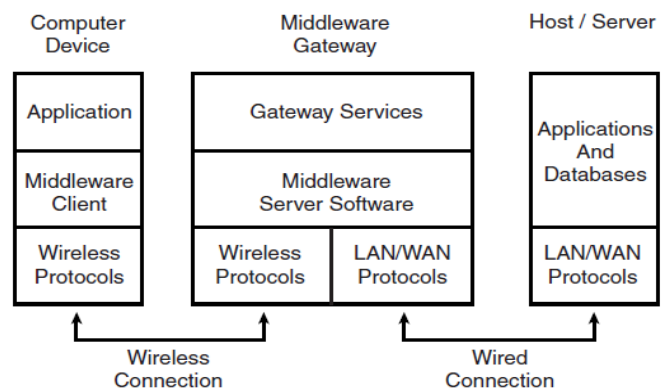 Computer
Device
Middleware
Gateway
Host / Server
Application
Gateway Services
Applications
And
Databases
Middleware
Client
Middleware
Server Software
Wireless
Protocols
Wireless
Protocols
LAN/WAN
Protocols
LAN/WAN
Protocols
Wireless
Connection
Wired
Connection